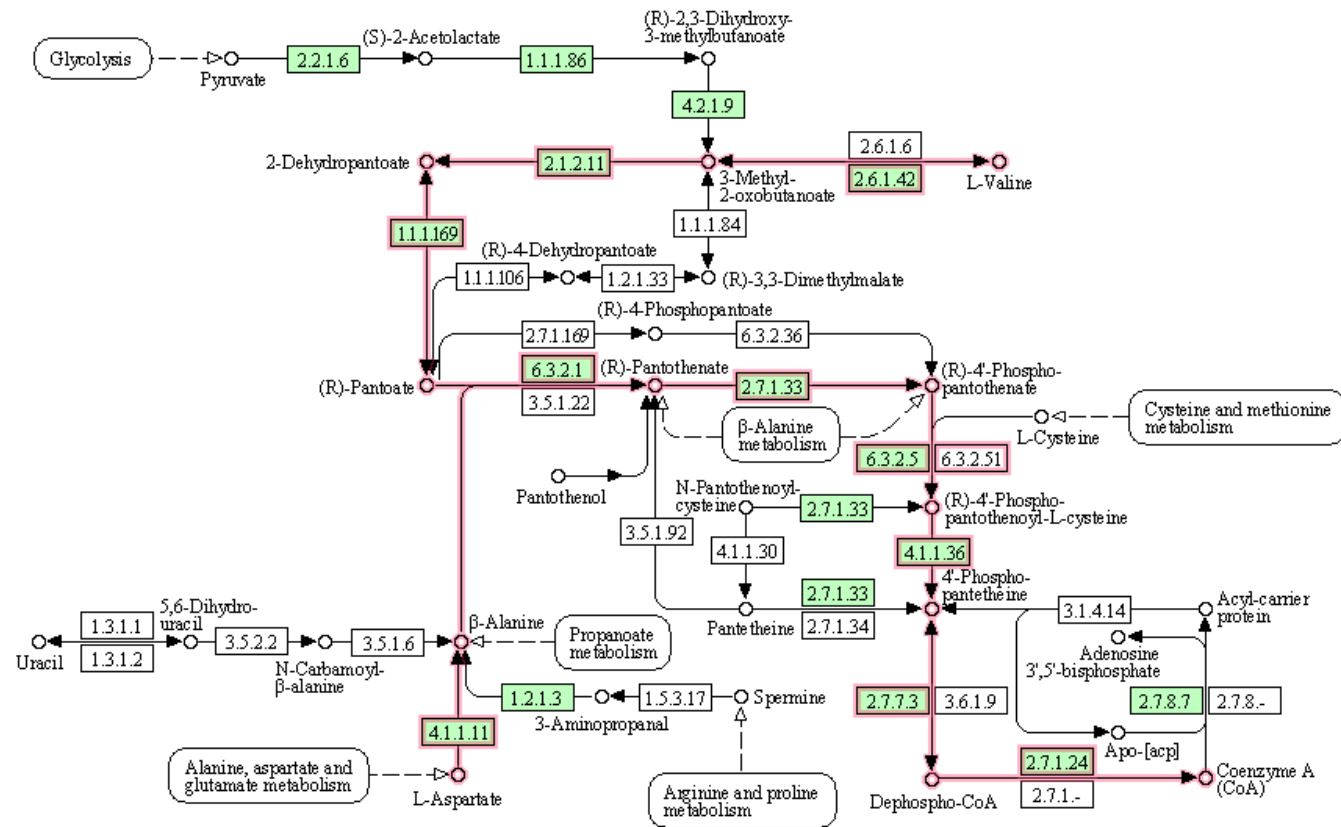 (R)-2,3-Dihydroxy-
3-methylbutanoate
(S)-2-Acetolactate
Glycolysis
2.2.1.6
1.1.1.86
Pyruvate
4.2.1.9
2-Dehydropantoate
2.1.2.11
2.6.1.6
2.6.1.42
L-Valine
3-Methyl-
2-oxobutanoate
1.1.1.169
1.1.1.84
(R)-4-Dehydropantoate
1.1.1.106
1.2.1.33
(R)-3,3-Dimethylmalate
(R)-4-Phosphopantoate
2.7.1.169
6.3.2.36
(R)-Pantoate
6.3.2.1
3.5.1.22
(R)-Pantothenate
2.7.1.33
(R)-4'-Phospho-
pantothenate
β-Alanine
metabolism
L-Cysteine
Cysteine and methionine
metabolism
6.3.2.5
6.3.2.51
Pantothenol
N-Pantothenoyl-
cysteine
2.7.1.33
(R)-4'-Phospho-
pantothenoyl-L-cysteine
3.5.1.92
4.1.1.30
4.1.1.36
4'-Phospho-
pantetheine
2.7.1.33
2.7.1.34
Pantetheine
3.1.4.14
Acyl-carrier
protein
Adenosine
3',5'-bisphosphate
5,6-Dihydro-
uracil
β-Alanine
Propanoate
metabolism
1.3.1.1
1.3.1.2
Uracil
3.5.2.2
3.5.1.6
N-Carbamoyl-
β-alanine
1.2.1.3
1.5.3.17
Spermine
3-Aminopropanal
2.7.7.3
3.6.1.9
2.7.8.7
2.7.8.-
Apo-[acp]
4.1.1.11
Alanine, aspartate and
glutamate metabolism
L-Aspartate
Arginine and proline
metabolism
Dephospho-CoA
2.7.1.24
2.7.1.-
Coenzyme A
(CoA)